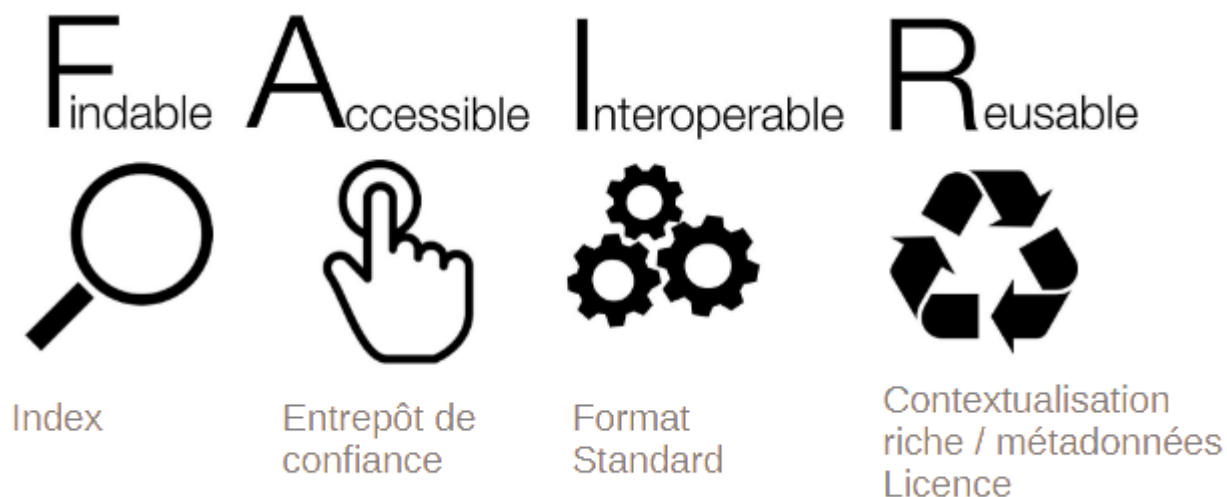 Findable Accessible Interoperable Reusable
Index
Entrepôt de
confiance
Format
Standard
Contextualisation
riche / métadonnées
Licence